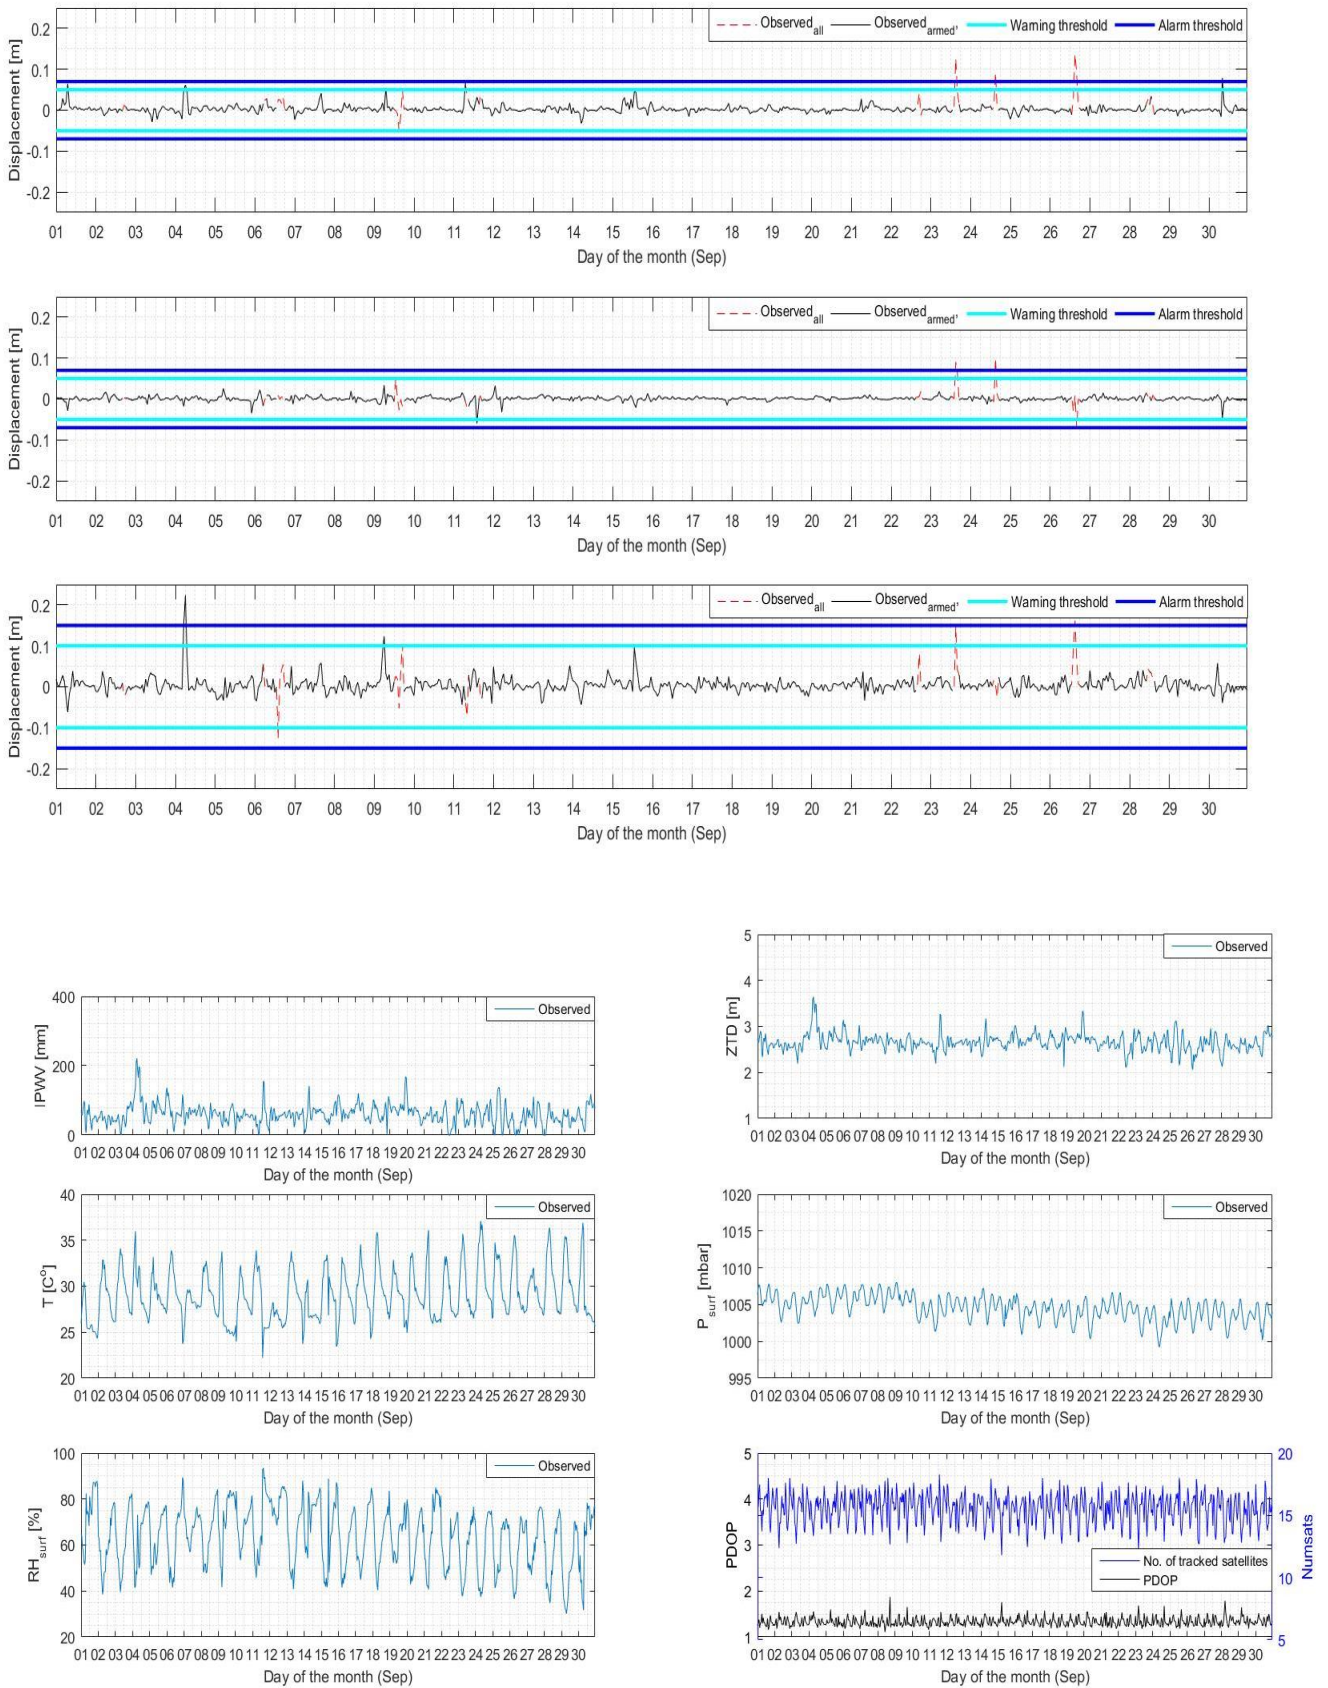 Observed all Observed armed, Warning threshold Alarm threshold
Displacement [m]
0.2
0.1
0
-0.1
-0.2
01 02 03 04 05 06 07 08 09 10 11 12 13 14 15 16 17 18 19 20 21 22 23 24 25 26 27 28 29 30
Day of the month (Sep)
Observed all Observed armed, Warning threshold Alarm threshold
Displacement [m]
0.2
0.1
0
-0.1
-0.2
01 02 03 04 05 06 07 08 09 10 11 12 13 14 15 16 17 18 19 20 21 22 23 24 25 26 27 28 29 30
Day of the month (Sep)
Observed all Observed armed, Warning threshold Alarm threshold
Displacement [m]
0.2
0.1
0
-0.1
-0.2
01 02 03 04 05 06 07 08 09 10 11 12 13 14 15 16 17 18 19 20 21 22 23 24 25 26 27 28 29 30
Day of the month (Sep)
Observed
IPWV [mm]
400
200
0
01 02 03 04 05 06 07 08 09 10 11 12 13 14 15 16 17 18 19 20 21 22 23 24 25 26 27 28 29 30
Day of the month (Sep)
Observed
ZTD [m]
5
4
3
2
1
01 02 03 04 05 06 07 08 09 10 11 12 13 14 15 16 17 18 19 20 21 22 23 24 25 26 27 28 29 30
Day of the month (Sep)
Observed
T [C°]
40
35
30
25
20
01 02 03 04 05 06 07 08 09 10 11 12 13 14 15 16 17 18 19 20 21 22 23 24 25 26 27 28 29 30
Day of the month (Sep)
Observed
P surf [mbar]
1020
1015
1010
1005
1000
995
01 02 03 04 05 06 07 08 09 10 11 12 13 14 15 16 17 18 19 20 21 22 23 24 25 26 27 28 29 30
Day of the month (Sep)
Observed
RH surf [%]
100
80
60
40
20
01 02 03 04 05 06 07 08 09 10 11 12 13 14 15 16 17 18 19 20 21 22 23 24 25 26 27 28 29 30
Day of the month (Sep)
PDOP
5
4
3
2
1
No. of tracked satellites
PDOP
20
15
10
5
Numsats
01 02 03 04 05 06 07 08 09 10 11 12 13 14 15 16 17 18 19 20 21 22 23 24 25 26 27 28 29 30
Day of the month (Sep)